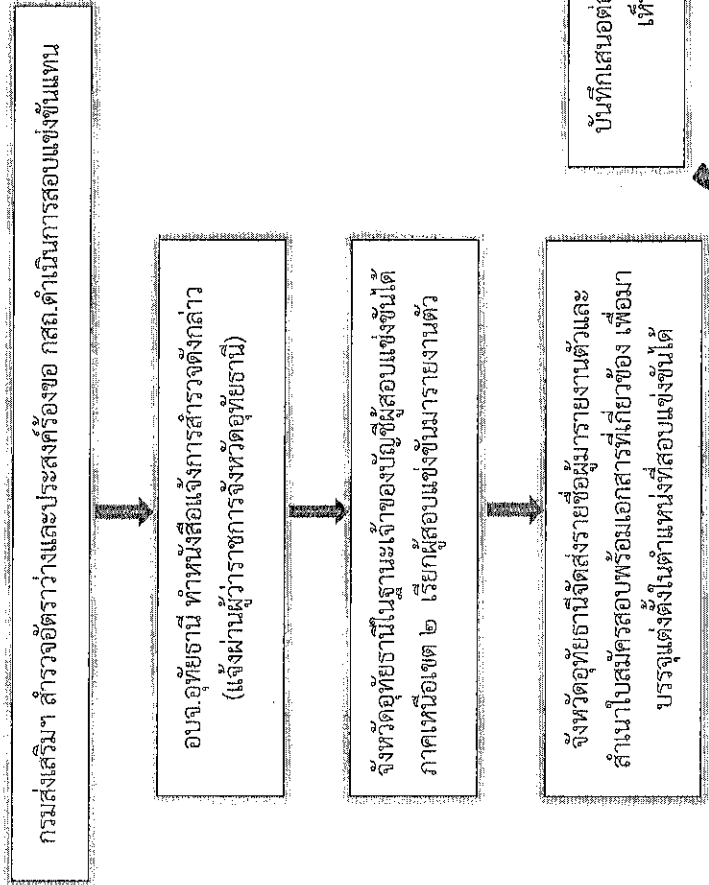 กรมส่งเสริมฯ สำรวจอัตราว่างและประสงค์ร้องขอ กสถ.ดำเนินการสอบแข่งขันแทน
อบจ.อุทัยธานี ทำหนังสือแจ้งการสำรวจดังกล่าว
(แจ้งผ่านผู้ว่าราชการจังหวัดอุทัยธานี)
จังหวัดอุทัยธานีในฐานะเจ้าของบัญชีผู้สอบแข่งขันได้
ภาคเหนือเขต ๒ เรียกผู้สอบแข่งขันมารายงานตัว
จังหวัดอุทัยธานีจัดส่งรายชื่อผู้มารายงานตัวและ
สำเนาใบสมัครสอบพร้อมเอกสารที่เกี่ยวข้อง เพื่อมา
บรรจุแต่งตั้งในตำแหน่งที่สอบแข่งขันได้
บันทึกเสนอต่อ